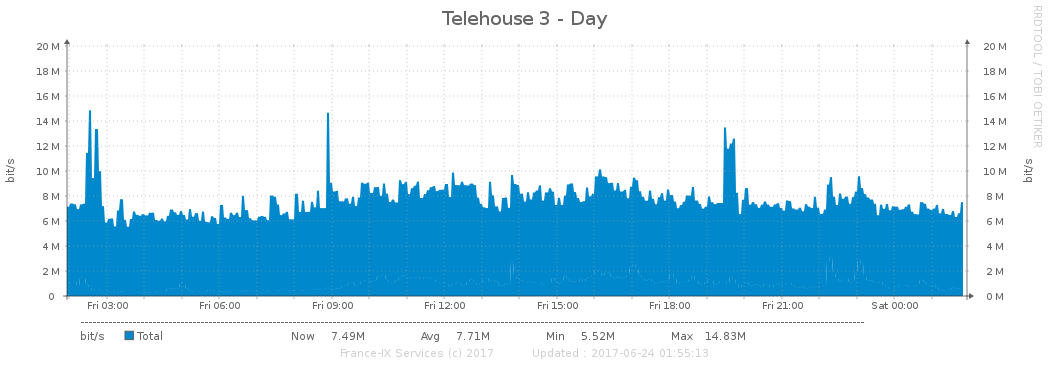 Telehouse 3 - Day
RRDTOOL / TOBI OETIKER
bit/s
20 M 20 M
18 M 18 M
16 M 16 M
14 M 14 M
12 M 12 M
10 M 10 M
8 M 8 M
6 M 6 M
4 M 4 M
2 M 2 M
0 0 M
bit/s
Fri 03:00 Fri 06:00 Fri 09:00 Fri 12:00 Fri 15:00 Fri 18:00 Fri 21:00 Sat 00:00
bit/s Total Now 7.49M Avg 7.71M Min 5.52M Max 14.83M
France-IX Services (c) 2017 Updated : 2017-06-24 01:55:13